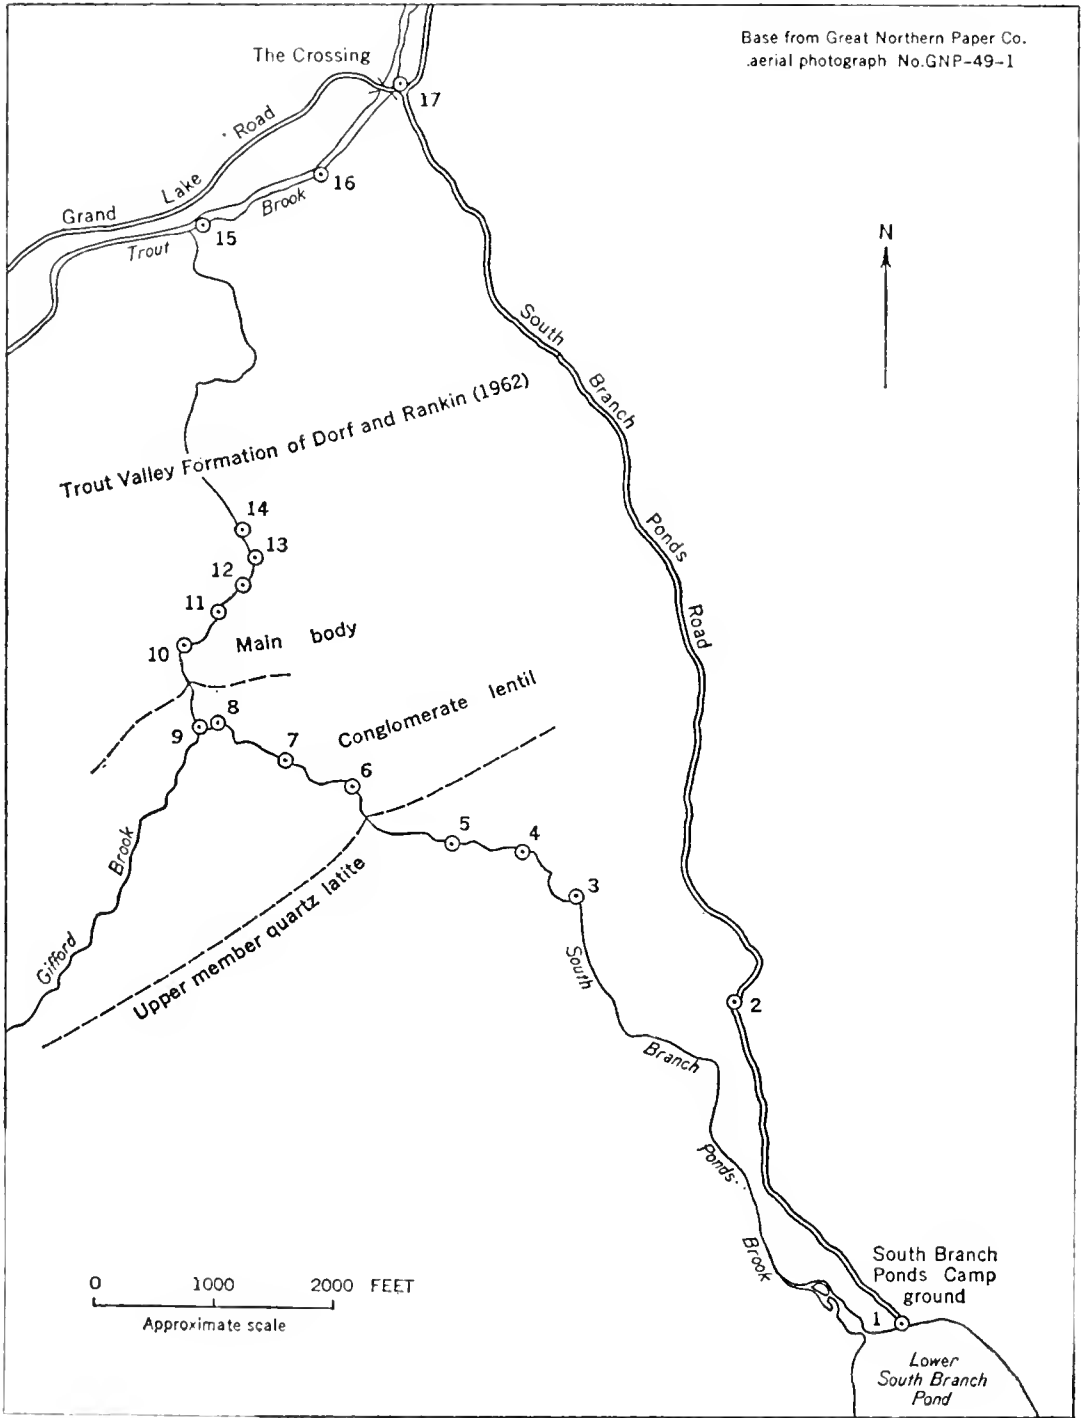 Base from Great Northern Paper Co.
aerial photograph No.GNP-49-1
The Crossing
17
Grand Lake Road
16
Trout Brook
15
N
South Branch Ponds Road
Trout Valley Formation of Dorf and Rankin (1962)
14
13
12
11
10
Main body
8
9
7
Conglomerate lentil
6
5
4
3
Gifford Brook
Upper member quartz latite
2
South Branch Ponds Brook
South Branch
Ponds Camp
ground
1
0 1000 2000 FEET
Approximate scale
Lower
South Branch
Pond